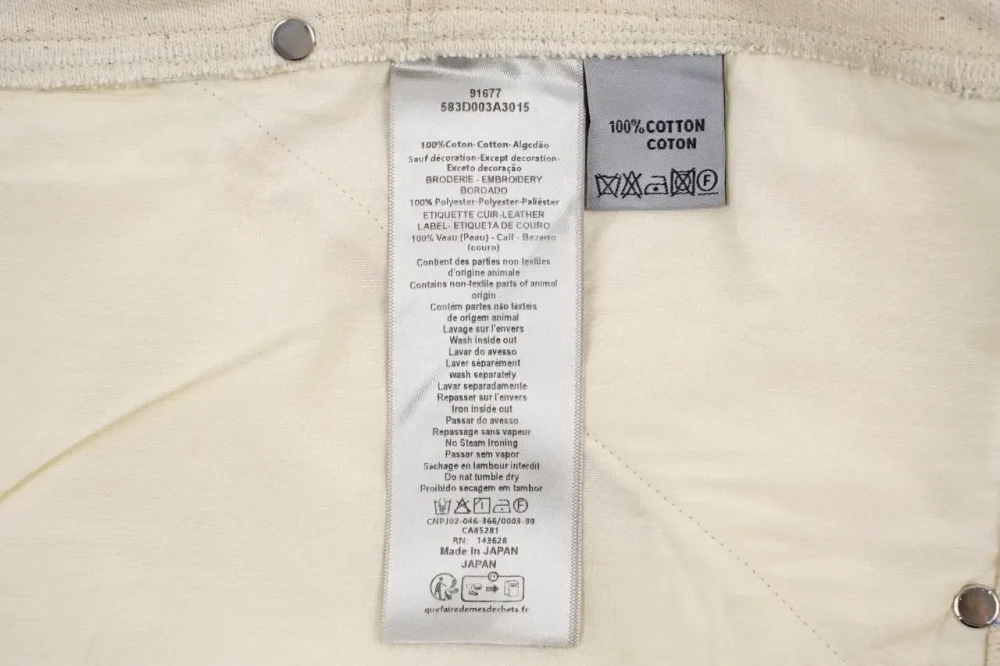 91677
583D003A3015
100%Coton-Cotton-Algodão
Sauf décoration-Except decoration-
Exceto decoração
BRODERIE - EMBROIDERY
BORDADO
100% Polyester-Polyester-Paliéster
ETIQUETTE CUIR-LEATHER
LABEL- ETIQUETA DE COURO
100% Veau (Peau) - Calf - Bezerro
(couro)
Contient des parties non textiles
d'origine animale
Contains non-textile parts of animal
origin
Contém partes não têxteis
de origem animal
Lavage sur l'envers
Wash inside out
Lavar do avesso
Laver séparément
wash separately
Lavar separadamente
Repasser sur l'envers
Iron inside out
Passar do avesso
Repassage sans vapeur
No Steam Ironing
Passar sem vapor
Séchage en tambour interdit
Do not tumble dry
Proibido secagem em tambor
F
CNPJ02-046-366/0003-99
CA65281
RN: 143628
Made In JAPAN
JAPAN
quefairedemesdechets.fr
100%COTTON
COTON
F